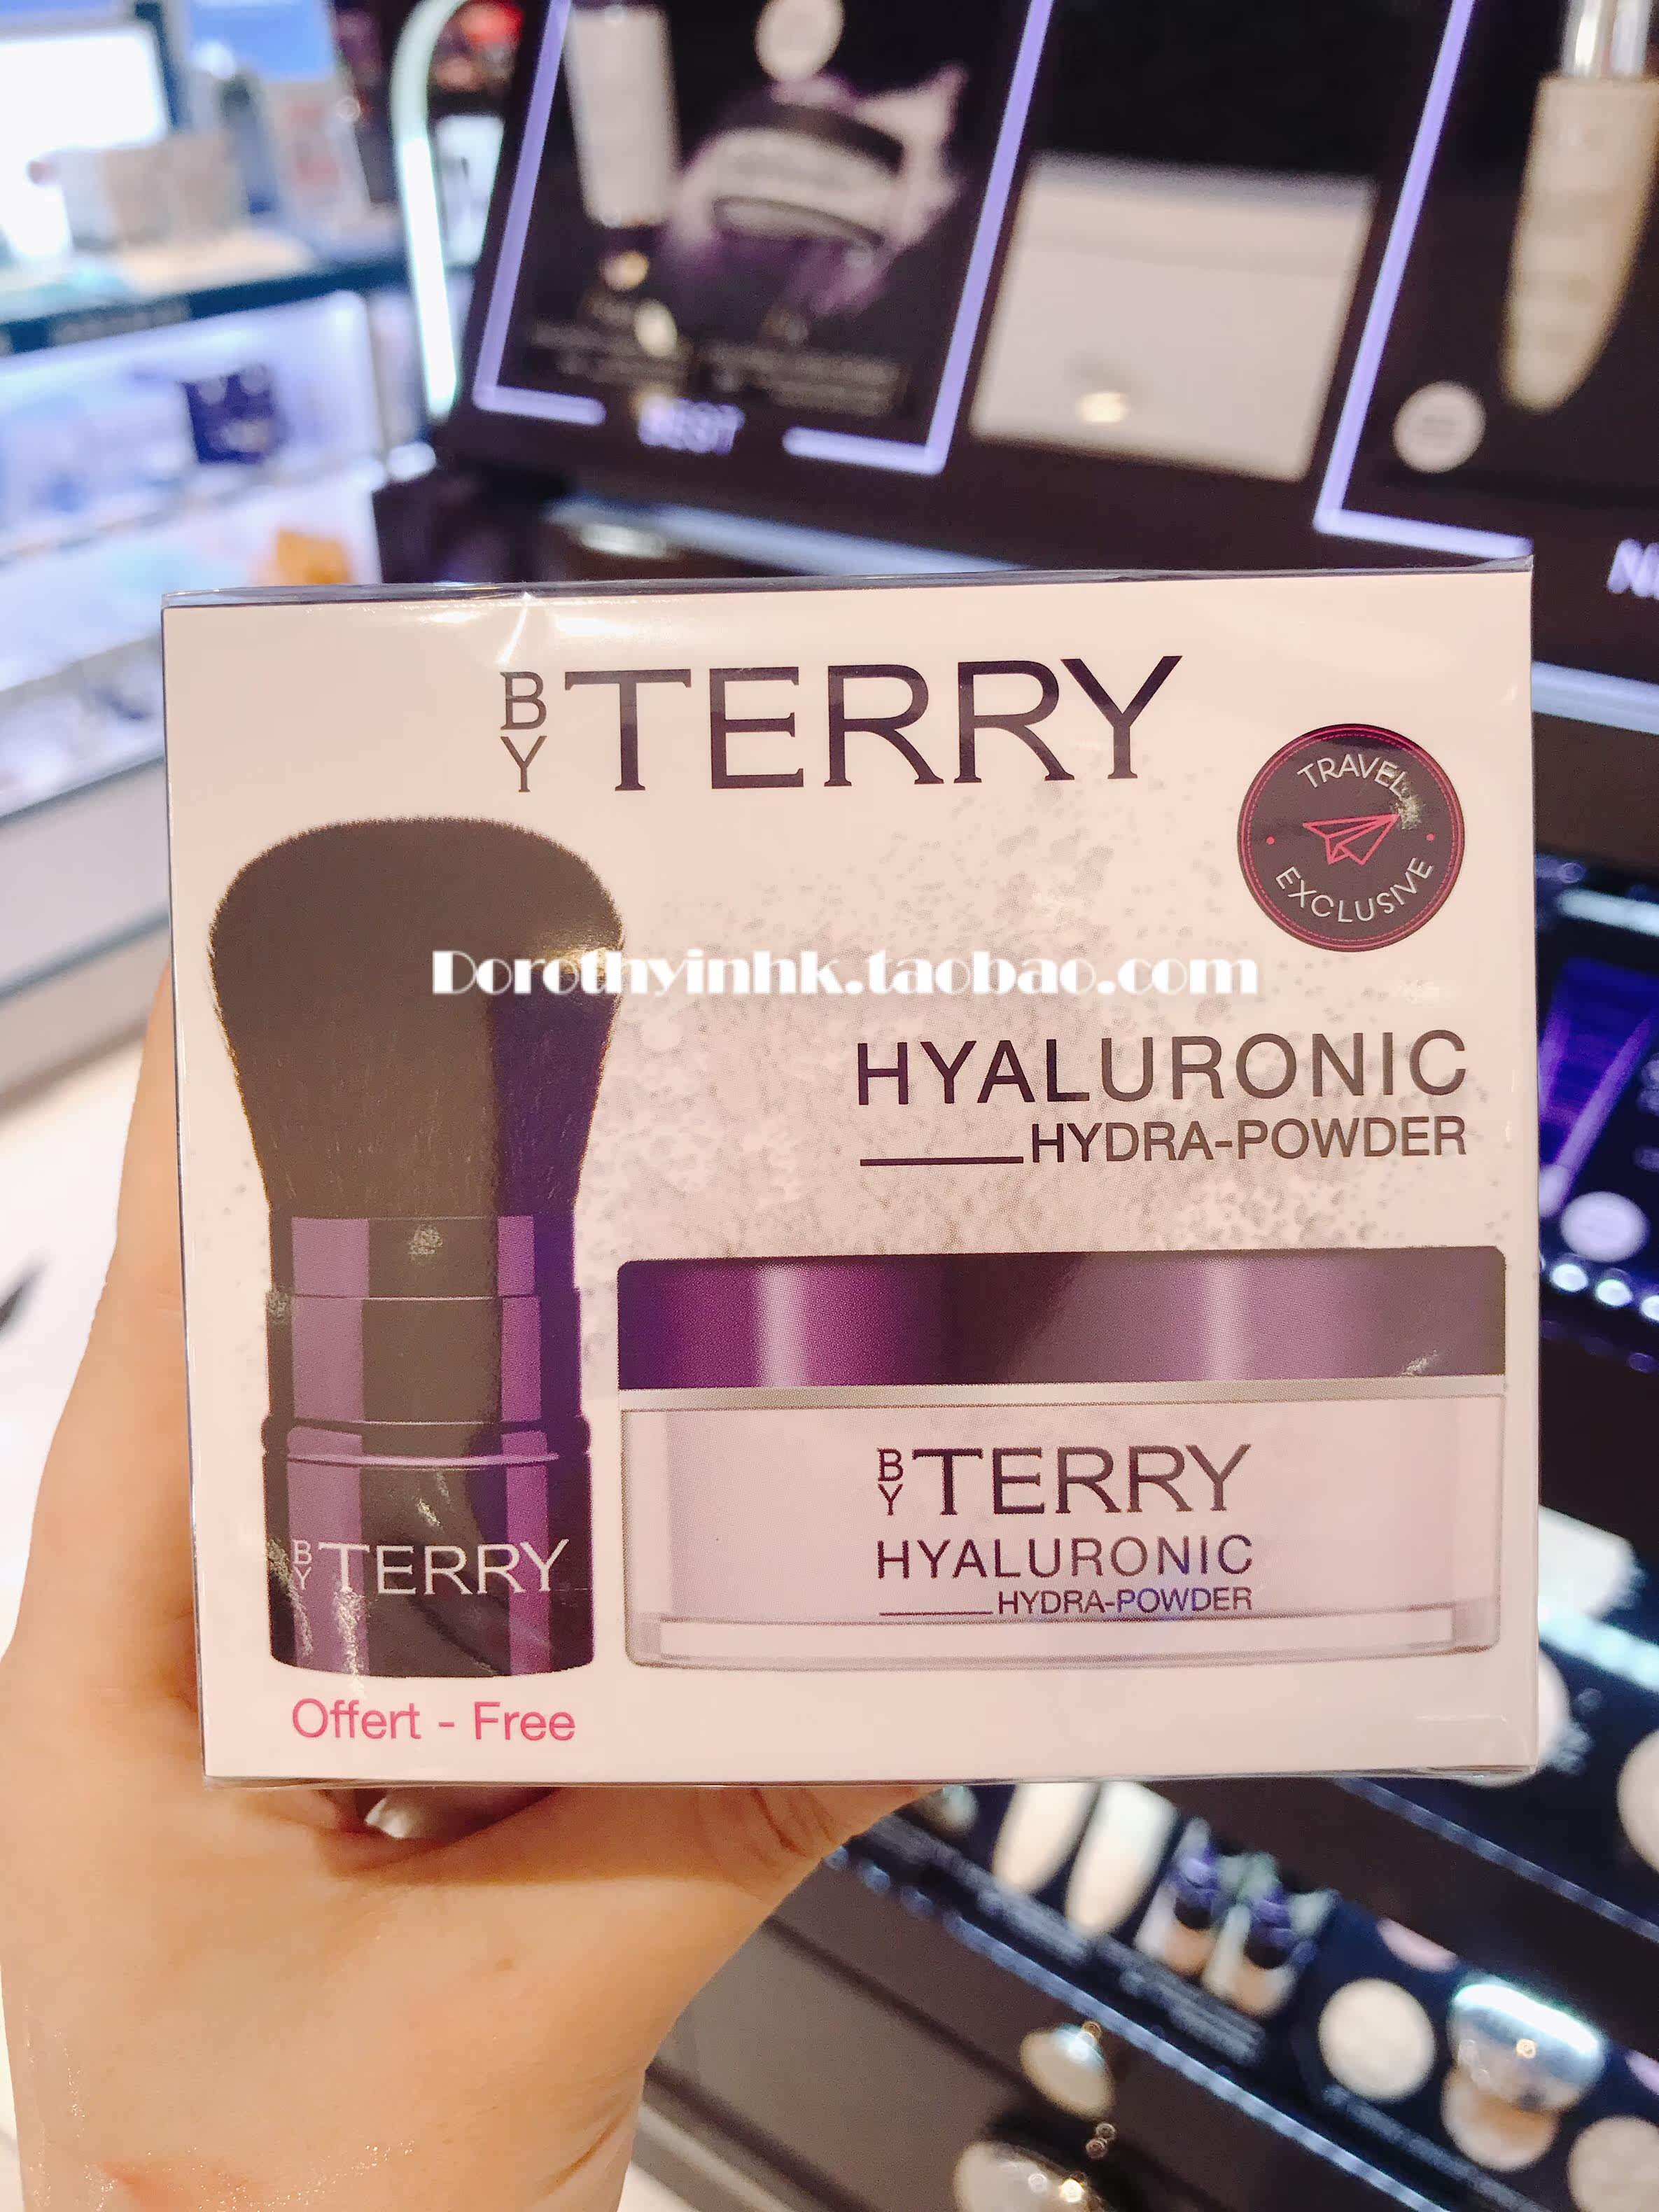 BEST
BY TERRY
TRAVEL
EXCLUSIVE
Dorothyinhk.taobao.com
HYALURONIC
HYDRA-POWDER
BY TERRY
HYALURONIC
HYDRA-POWDER
BY TERRY
Offert - Free